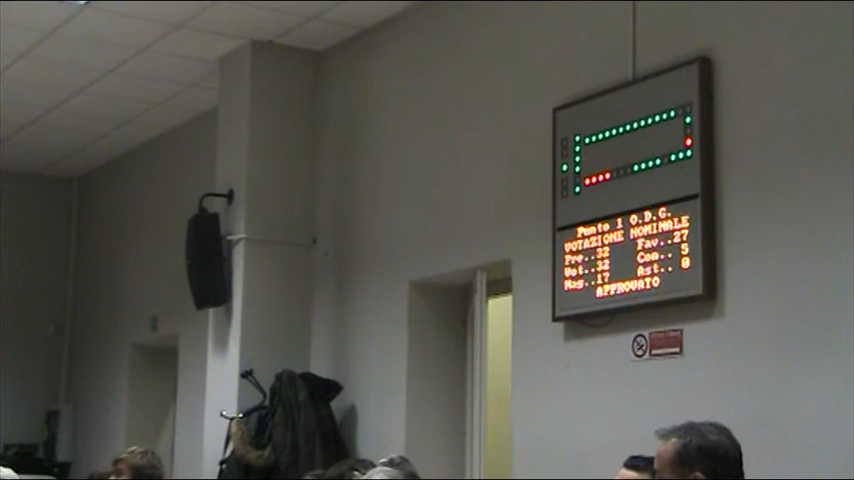 Punto 1 O.D.G.
VOTAZIONE NOMINALE
Pre..32 Fav..27
Vot..32 Con.. 5
Mag..17 Ast.. 0
APPROVATO